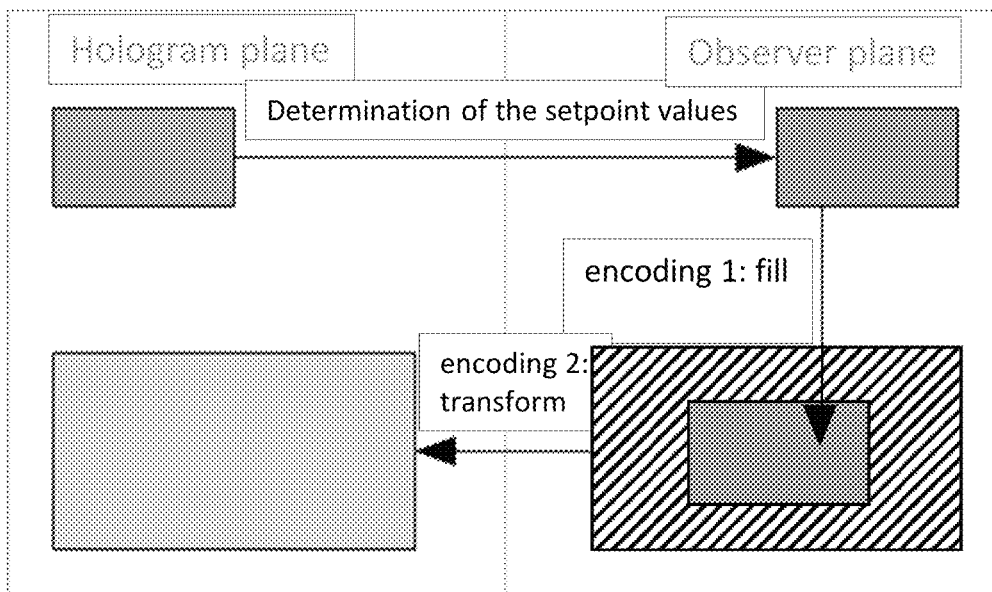 Hologram plane
Observer plane
Determination of the setpoint values
encoding 1: fill
encoding 2:
transform